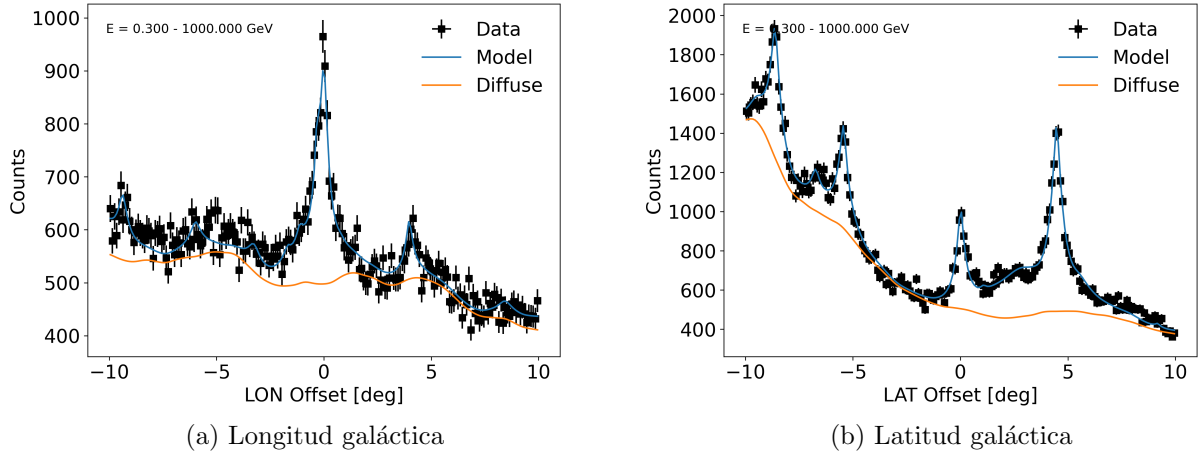 E = 0.300 - 1000.000 GeV
Data
Model
Diffuse
1000
900
800
700
600
500
400
Counts
−10
−5
0
5
10
LON Offset [deg]
(a) Longitud galáctica
E = 0.300 - 1000.000 GeV
Data
Model
Diffuse
2000
1800
1600
1400
1200
1000
800
600
400
Counts
−10
−5
0
5
10
LAT Offset [deg]
(b) Latitud galáctica